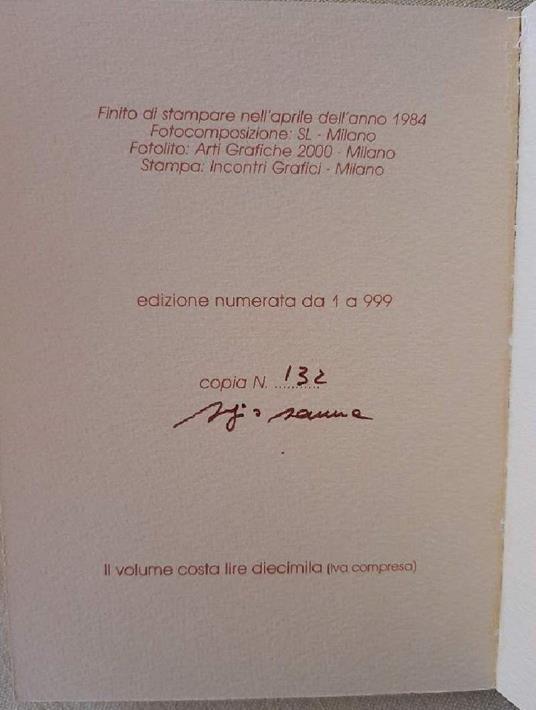 Finito di stampare nell'aprile dell'anno 1984
Fotocomposizione: SL - Milano
Fotolito: Arti Grafiche 2000 - Milano
Stampa: Incontri Grafici - Milano
edizione numerata da 1 a 999
copia N. 132
sanna
Il volume costa lire diecimila (Iva compresa)